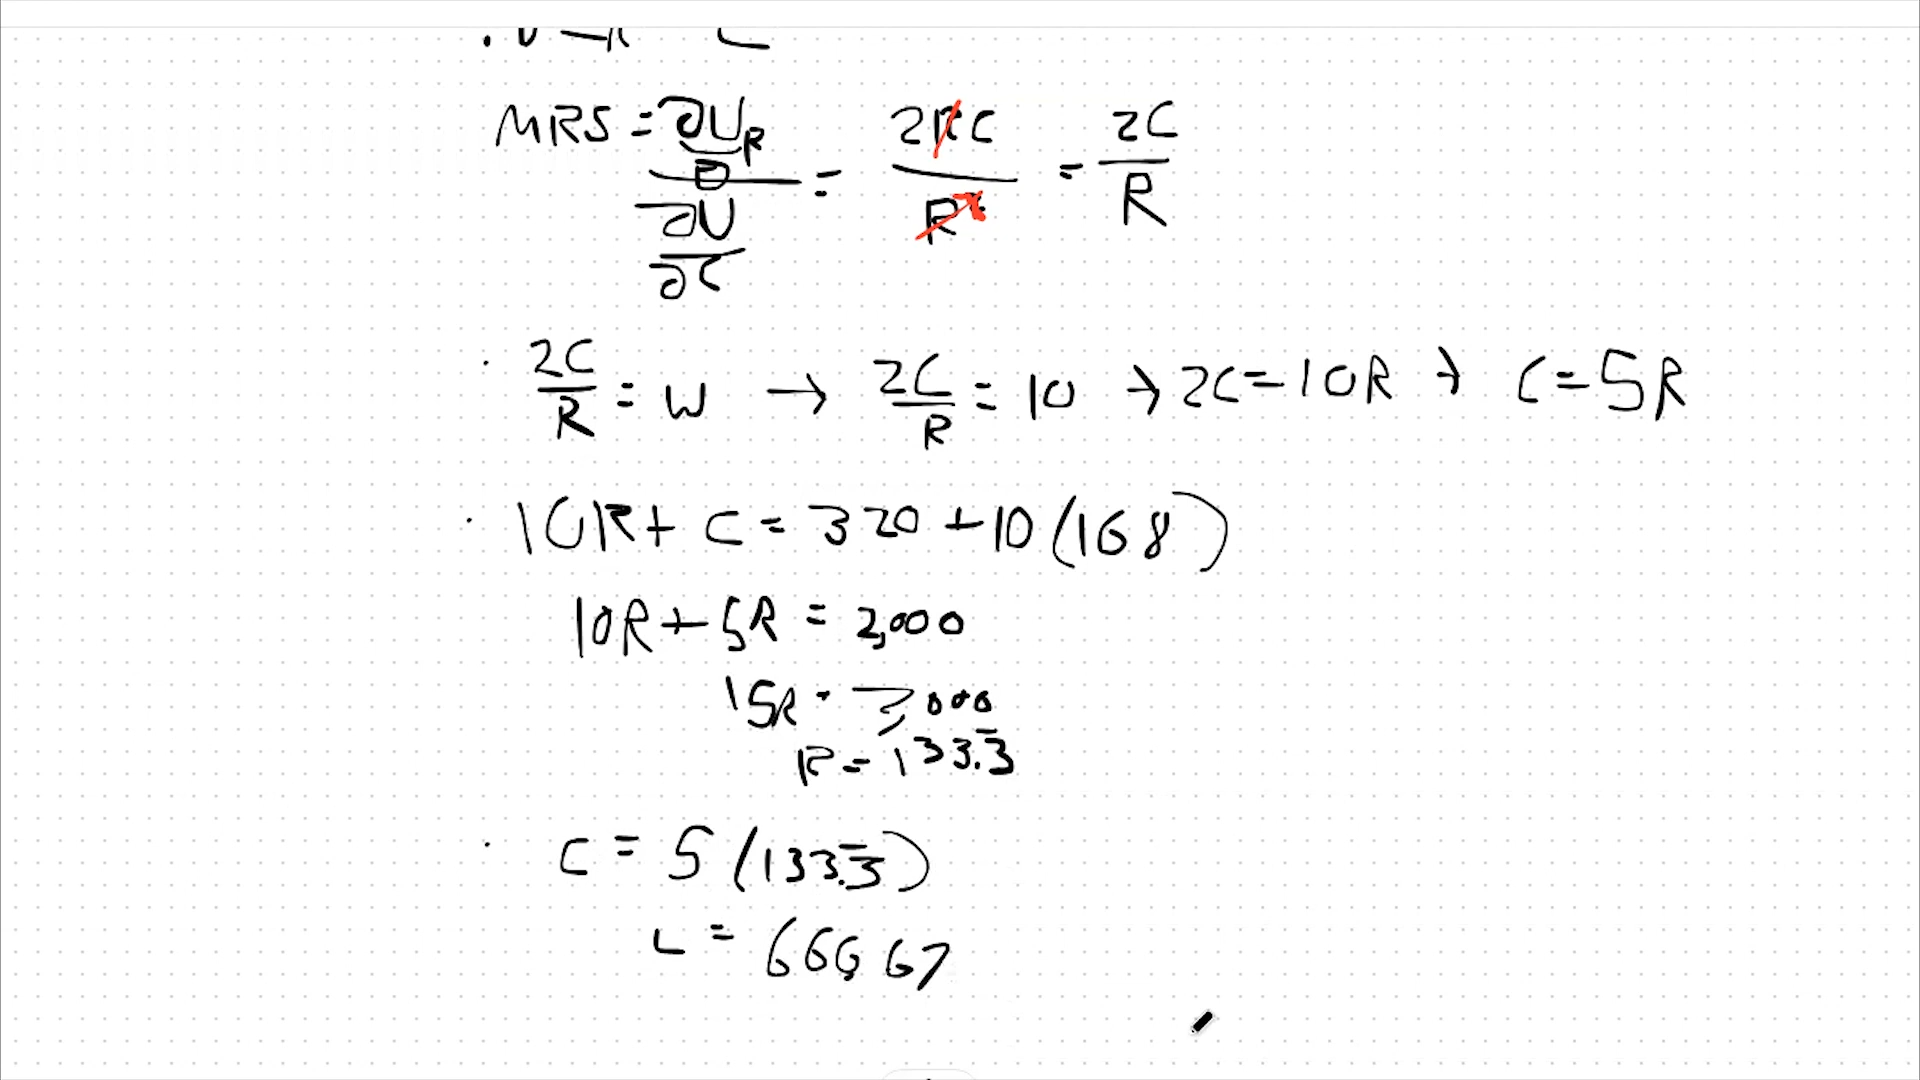 MRS = ∂U_R/∂ / ∂U/∂C = 2RC/R² = 2C/R
· 2C/R = W → 2C/R = 10 → 2C = 10R → C = 5R
· 10R + C = 320 + 10(168)
10R + 5R = 2,000
15R = 2,000
R = 133.3̅
· C = 5(133.3̅)
C = 666.67